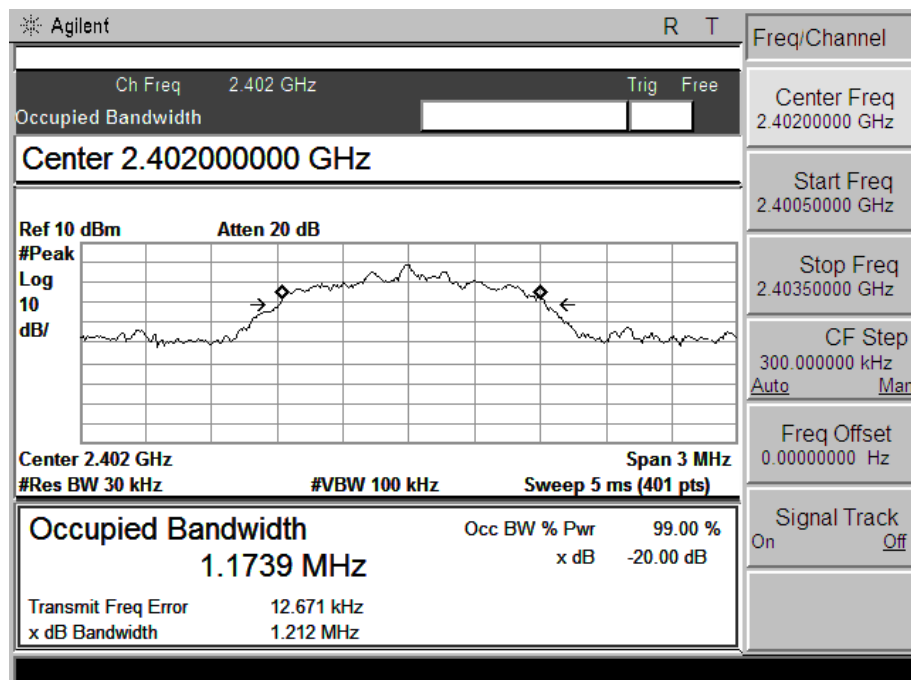 Agilent R T
Freq/Channel
Ch Freq 2.402 GHz Trig Free
Occupied Bandwidth
Center 2.402000000 GHz
Ref 10 dBm Atten 20 dB
#Peak
Log
10
dB/
Center 2.402 GHz Span 3 MHz
#Res BW 30 kHz #VBW 100 kHz Sweep 5 ms (401 pts)
Occupied Bandwidth
1.1739 MHz
Occ BW % Pwr 99.00 %
x dB -20.00 dB
Transmit Freq Error 12.671 kHz
x dB Bandwidth 1.212 MHz
Center Freq
2.40200000 GHz
Start Freq
2.40050000 GHz
Stop Freq
2.40350000 GHz
CF Step
300.000000 kHz
Auto Man
Freq Offset
0.00000000 Hz
Signal Track
On Off